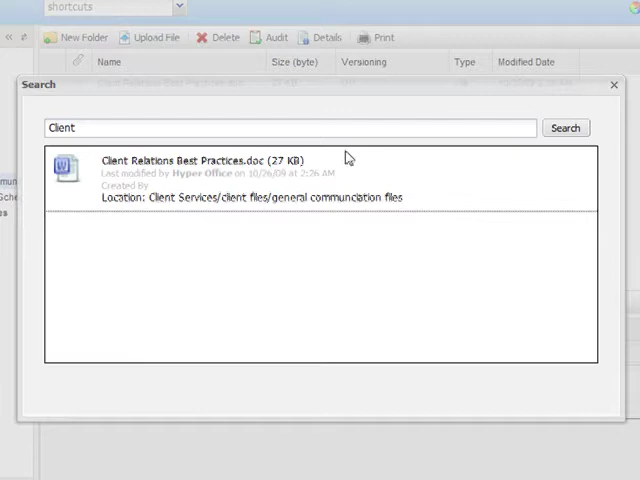 shortcuts
New Folder Upload File Delete Audit Details Print
Name Size (byte) Versioning Type Modified Date
Search
Client
Search
Client Relations Best Practices.doc (27 KB)
Last modified by Hyper Office on 10/26/09 at 2:26 AM
Created By
Location: Client Services/client files/general communciation files